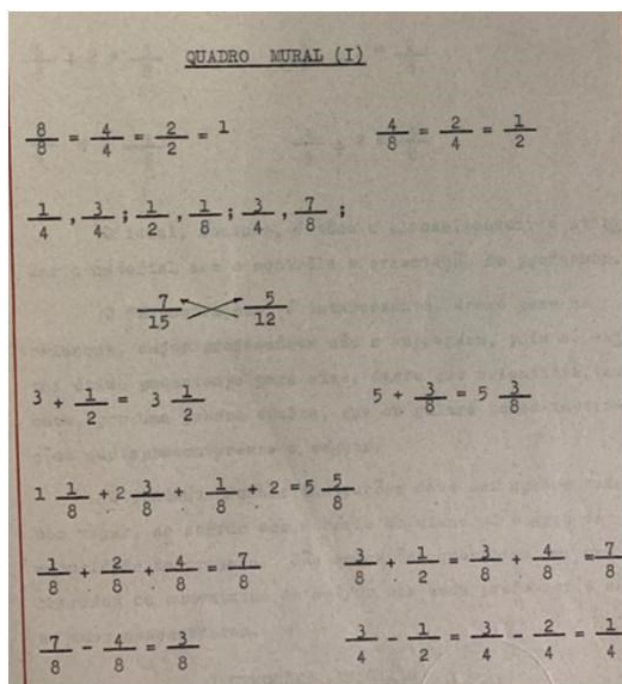 QUADRO MURAL (I)
8/8 = 4/4 = 2/2 = 1 4/8 = 2/4 = 1/2
1/4 , 3/4 ; 1/2 , 1/8 ; 3/4 , 7/8 ;
7/15 5/12
3 + 1/2 = 3 1/2 5 + 3/8 = 5 3/8
1 1/8 + 2 3/8 + 1/8 + 2 = 5 5/8
1/8 + 2/8 + 4/8 = 7/8 3/8 + 1/2 = 3/8 + 4/8 = 7/8
7/8 - 4/8 = 3/8 3/4 - 1/2 = 3/4 - 2/4 = 1/4